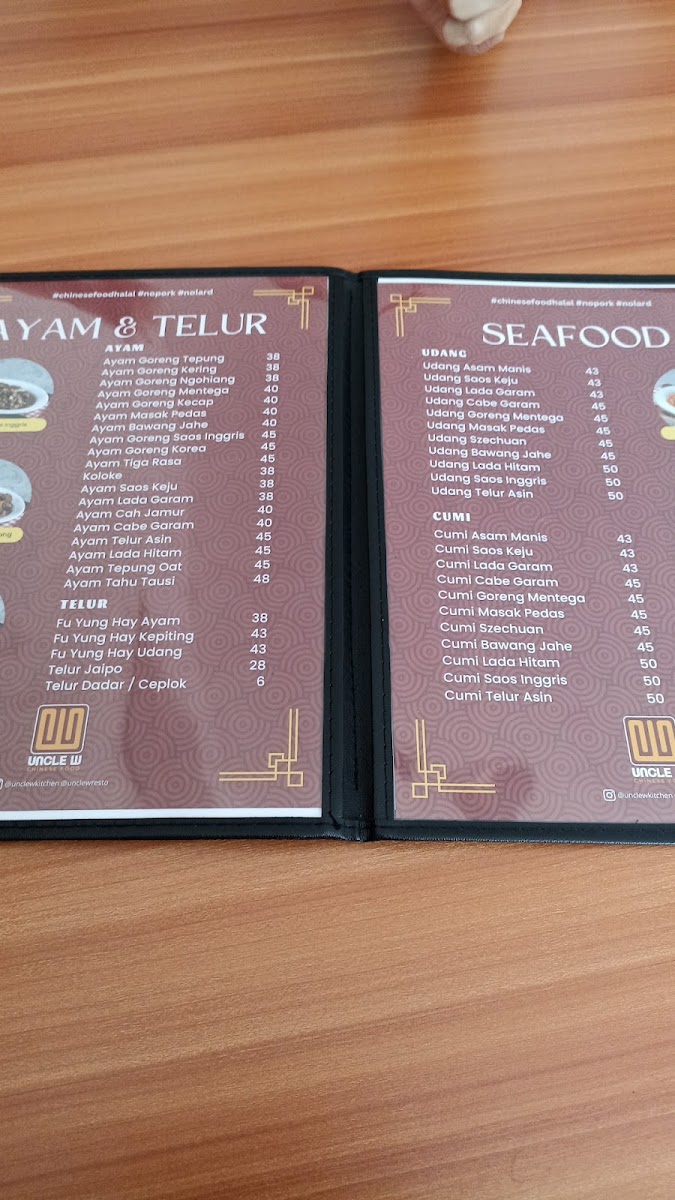 #chinesefoodhalal #nopork #nolard
AYAM & TELUR
AYAM
Ayam Goreng Tepung 38
Ayam Goreng Kering 38
Ayam Goreng Ngohiang 38
Ayam Goreng Mentega 40
Ayam Goreng Kecap 40
Ayam Masak Pedas 40
Ayam Bawang Jahe 40
Ayam Goreng Saos Inggris 45
Ayam Goreng Korea 45
Ayam Tiga Rasa 45
Koloke 38
Ayam Saos Keju 38
Ayam Lada Garam 38
Ayam Cah Jamur 40
Ayam Cabe Garam 40
Ayam Telur Asin 45
Ayam Lada Hitam 45
Ayam Tepung Oat 45
Ayam Tahu Tausi 48
TELUR
Fu Yung Hay Ayam 38
Fu Yung Hay Kepiting 43
Fu Yung Hay Udang 43
Telur Jaipo 28
Telur Dadar / Ceplok 6
Inggris
UNCLE W
CHINESE FOOD
@unclewkitchen @unclewresto
#chinesefoodhalal #nopork #nolard
SEAFOOD
UDANG
Udang Asam Manis 43
Udang Saos Keju 43
Udang Lada Garam 43
Udang Cabe Garam 45
Udang Goreng Mentega 45
Udang Masak Pedas 45
Udang Szechuan 45
Udang Bawang Jahe 45
Udang Lada Hitam 50
Udang Saos Inggris 50
Udang Telur Asin 50
CUMI
Cumi Asam Manis 43
Cumi Saos Keju 43
Cumi Lada Garam 43
Cumi Cabe Garam 45
Cumi Goreng Mentega 45
Cumi Masak Pedas 45
Cumi Szechuan 45
Cumi Bawang Jahe 45
Cumi Lada Hitam 50
Cumi Saos Inggris 50
Cumi Telur Asin 50
UNCLE
CHINESE FOOD
@unclewkitchen